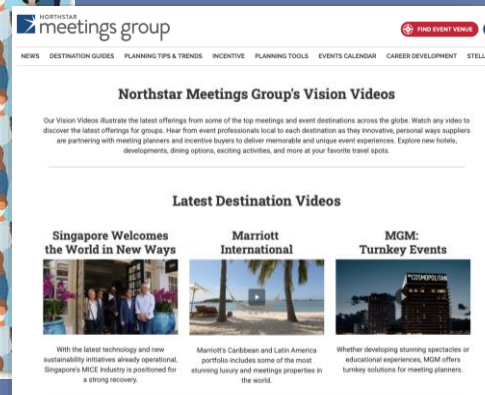 NORTHSTAR
meetings group
FIND EVENT VENUE
NEWS DESTINATION GUIDES PLANNING TIPS & TRENDS INCENTIVE PLANNING TOOLS EVENTS CALENDAR CAREER DEVELOPMENT STELL
Northstar Meetings Group's Vision Videos
Our Vision Videos illustrate the latest offerings from some of the top meetings and event destinations across the globe. Watch any video to
discover the latest offerings for groups. Hear from event professionals local to each destination as they innovative, personal ways suppliers
are partnering with meeting planners and incentive buyers to deliver memorable and unique event experiences. Explore new hotels,
developments, dining options, exciting activities, and more at your favorite travel spots.
Latest Destination Videos
Singapore Welcomes
the World in New Ways
Marriott
International
MGM:
Turnkey Events
COSMOPOLITAN
With the latest technology and new
sustainability initiatives already operational,
Singapore's MICE Industry is positioned for
a strong recovery.
Marriott's Caribbean and Latin America
portfolio includes some of the most
stunning luxury and meetings properties in
the world.
Whether developing stunning spectacles or
educational experiences, MGM offers
turnkey solutions for meeting planners.